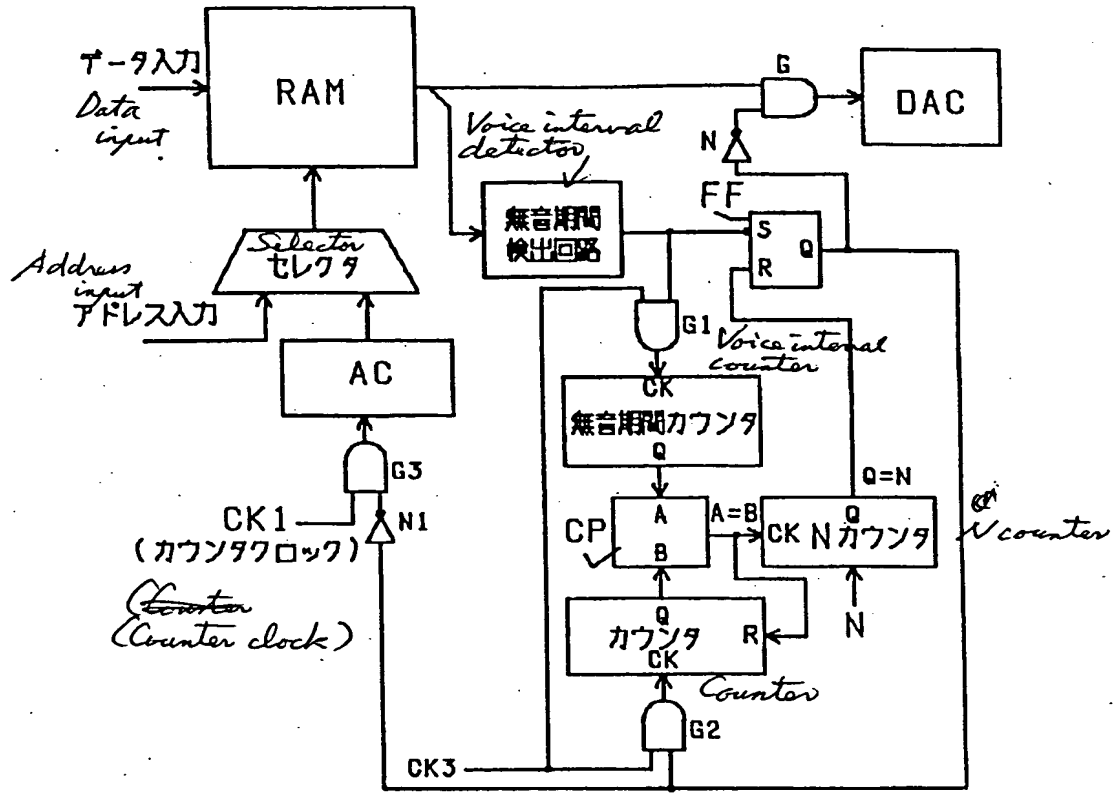 データ入力
Data
input
RAM
G
DAC
Voice interval
detector
N
FF
無音期間
検出回路
S
Q
R
Selector
セレクタ
Address
input
アドレス入力
G1
Voice interval
counter
AC
CK
無音期間カウンタ
Q
G3
Q=N
CK1
(カウンタクロック)
N1
CP
A
B
A=B
Q
CK Nカウンタ
N counter
Counter
(Counter clock)
Q
カウンタ
CK
R
N
Counter
G2
CK3